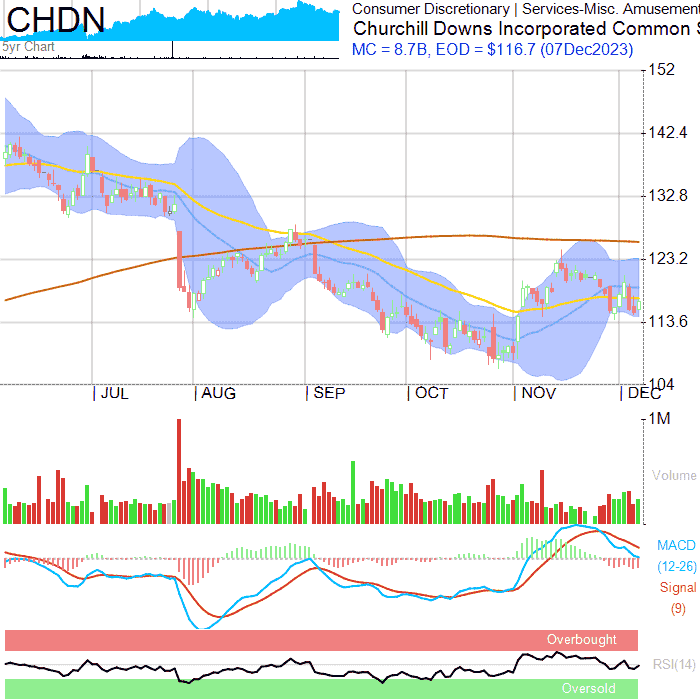 CHDN
5yr Chart
Consumer Discretionary | Services-Misc. Amusement
Churchill Downs Incorporated Common S
MC = 8.7B, EOD = $116.7 (07Dec2023)
152
142.4
132.8
123.2
113.6
104
JUL AUG SEP OCT NOV DEC
1M
Volume
MACD
(12-26)
Signal
(9)
Overbought
RSI(14)
Oversold